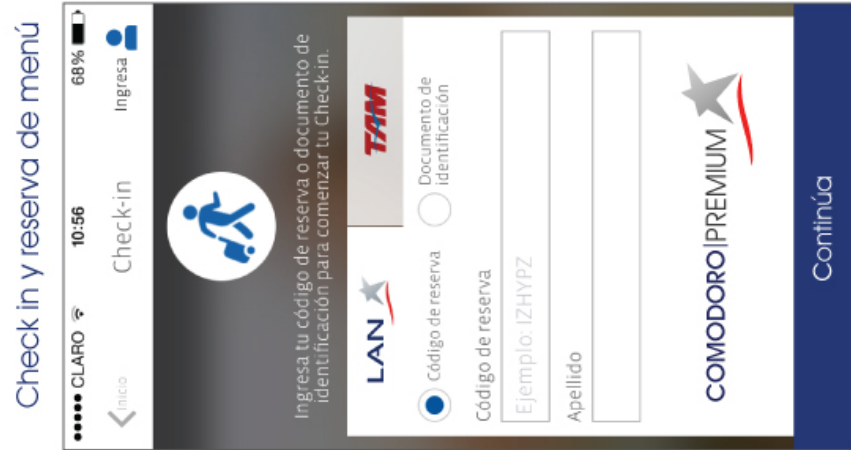 Check in y reserva de menú
CLARO 10:56 68%
Inicio Check-in Ingresa
Ingresa tu código de reserva o documento de
identificación para comenzar tu Check-in.
LAN TAM
Código de reserva
Documento de
identificación
Código de reserva
Ejemplo: IZHYPZ
Apellido
COMODORO|PREMIUM
Continúa